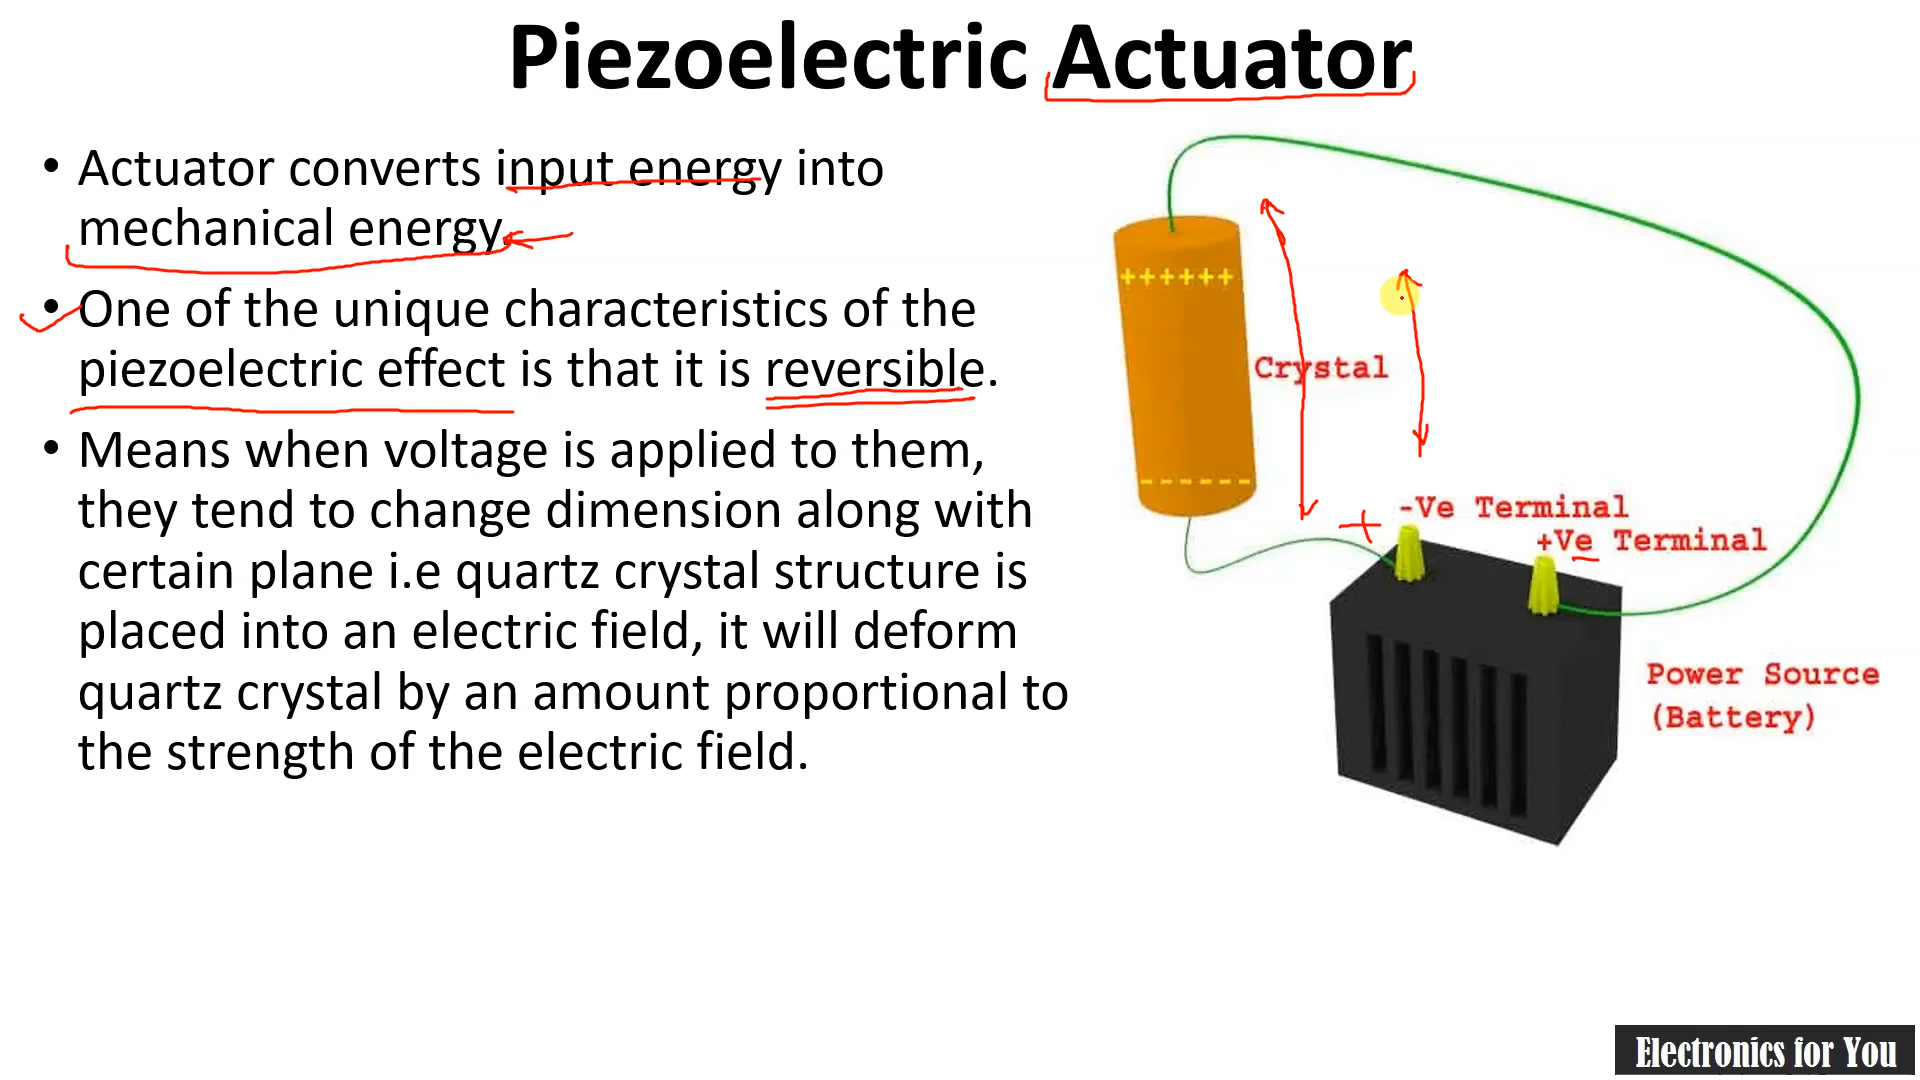 Piezoelectric Actuator
• Actuator converts input energy into
mechanical energy.
• One of the unique characteristics of the
piezoelectric effect is that it is reversible.
• Means when voltage is applied to them,
they tend to change dimension along with
certain plane i.e quartz crystal structure is
placed into an electric field, it will deform
quartz crystal by an amount proportional to
the strength of the electric field.
++++++
Crystal
------
+
-Ve Terminal
+Ve Terminal
Power Source
(Battery)
Electronics for You